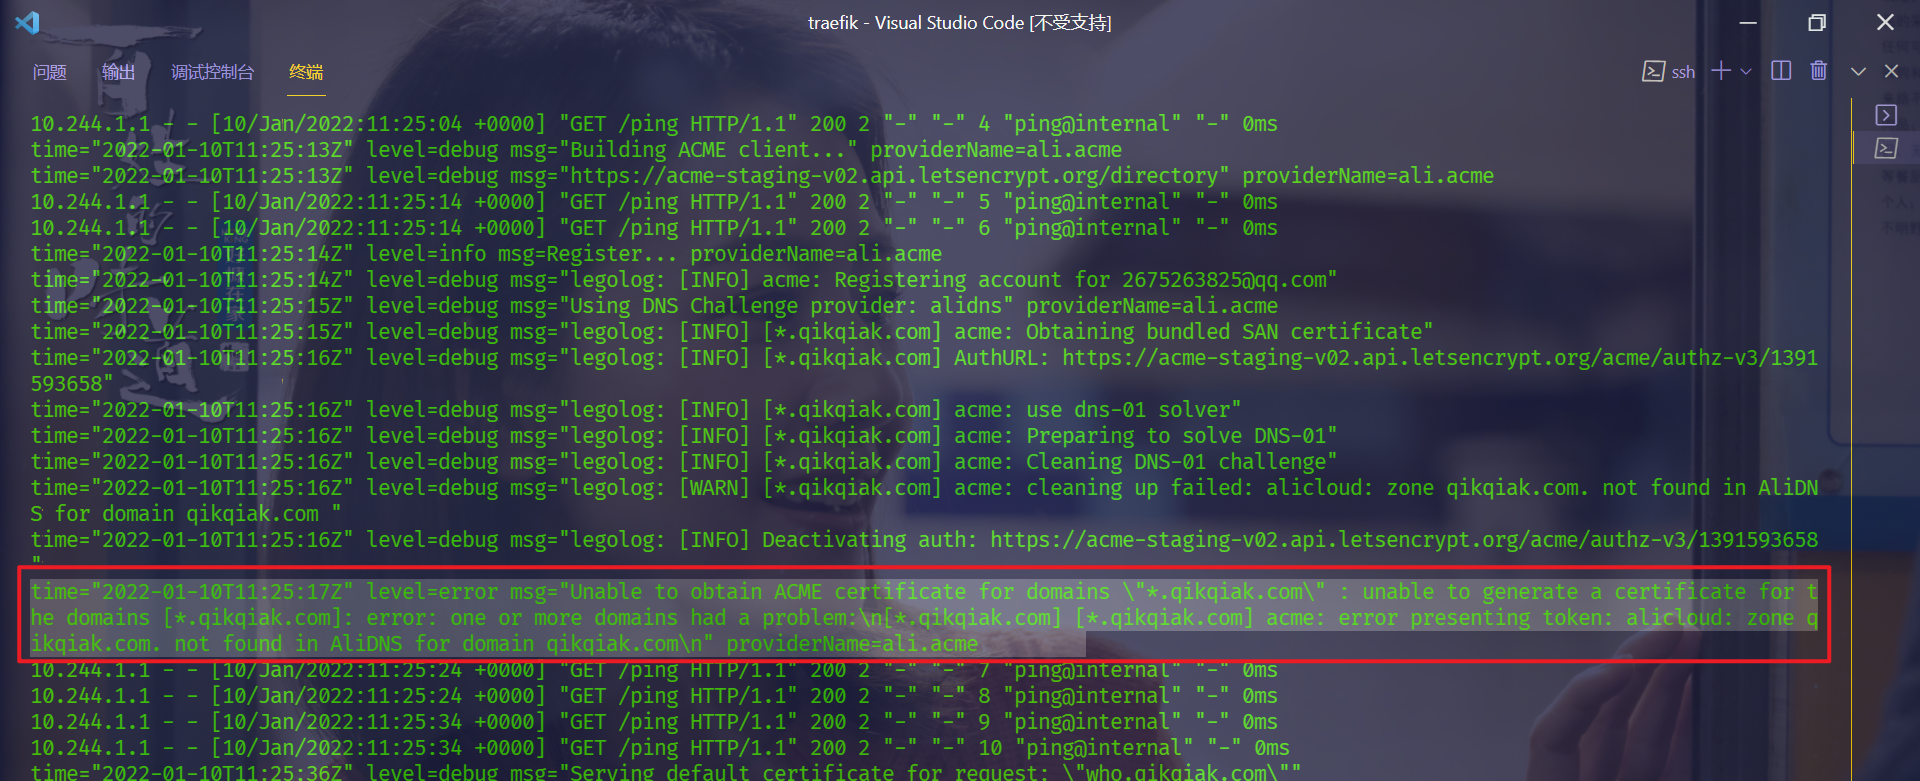 traefik - Visual Studio Code [不受支持]
问题 输出 调试控制台 终端
ssh
10.244.1.1 - - [10/Jan/2022:11:25:04 +0000] "GET /ping HTTP/1.1" 200 2 "-" "-" 4 "ping@internal" "-" 0ms
time="2022-01-10T11:25:13Z" level=debug msg="Building ACME client..." providerName=ali.acme
time="2022-01-10T11:25:13Z" level=debug msg="https://acme-staging-v02.api.letsencrypt.org/directory" providerName=ali.acme
10.244.1.1 - - [10/Jan/2022:11:25:14 +0000] "GET /ping HTTP/1.1" 200 2 "-" "-" 5 "ping@internal" "-" 0ms
10.244.1.1 - - [10/Jan/2022:11:25:14 +0000] "GET /ping HTTP/1.1" 200 2 "-" "-" 6 "ping@internal" "-" 0ms
time="2022-01-10T11:25:14Z" level=info msg=Register... providerName=ali.acme
time="2022-01-10T11:25:14Z" level=debug msg="legolog: [INFO] acme: Registering account for 2675263825@qq.com"
time="2022-01-10T11:25:15Z" level=debug msg="Using DNS Challenge provider: alidns" providerName=ali.acme
time="2022-01-10T11:25:15Z" level=debug msg="legolog: [INFO] [*.qikqiak.com] acme: Obtaining bundled SAN certificate"
time="2022-01-10T11:25:16Z" level=debug msg="legolog: [INFO] [*.qikqiak.com] AuthURL: https://acme-staging-v02.api.letsencrypt.org/acme/authz-v3/1391
593658"
time="2022-01-10T11:25:16Z" level=debug msg="legolog: [INFO] [*.qikqiak.com] acme: use dns-01 solver"
time="2022-01-10T11:25:16Z" level=debug msg="legolog: [INFO] [*.qikqiak.com] acme: Preparing to solve DNS-01"
time="2022-01-10T11:25:16Z" level=debug msg="legolog: [INFO] [*.qikqiak.com] acme: Cleaning DNS-01 challenge"
time="2022-01-10T11:25:16Z" level=debug msg="legolog: [WARN] [*.qikqiak.com] acme: cleaning up failed: alicloud: zone qikqiak.com. not found in AliDN
S for domain qikqiak.com "
time="2022-01-10T11:25:16Z" level=debug msg="legolog: [INFO] Deactivating auth: https://acme-staging-v02.api.letsencrypt.org/acme/authz-v3/1391593658
"
time="2022-01-10T11:25:17Z" level=error msg="Unable to obtain ACME certificate for domains \"*.qikqiak.com\" : unable to generate a certificate for t
he domains [*.qikqiak.com]: error: one or more domains had a problem:\n[*.qikqiak.com] [*.qikqiak.com] acme: error presenting token: alicloud: zone q
ikqiak.com. not found in AliDNS for domain qikqiak.com\n" providerName=ali.acme
10.244.1.1 - - [10/Jan/2022:11:25:24 +0000] "GET /ping HTTP/1.1" 200 2 "-" "-" 7 "ping@internal" "-" 0ms
10.244.1.1 - - [10/Jan/2022:11:25:24 +0000] "GET /ping HTTP/1.1" 200 2 "-" "-" 8 "ping@internal" "-" 0ms
10.244.1.1 - - [10/Jan/2022:11:25:34 +0000] "GET /ping HTTP/1.1" 200 2 "-" "-" 9 "ping@internal" "-" 0ms
10.244.1.1 - - [10/Jan/2022:11:25:34 +0000] "GET /ping HTTP/1.1" 200 2 "-" "-" 10 "ping@internal" "-" 0ms
time="2022-01-10T11:25:36Z" level=debug msg="Serving default certificate for request: \"who.qikqiak.com\""